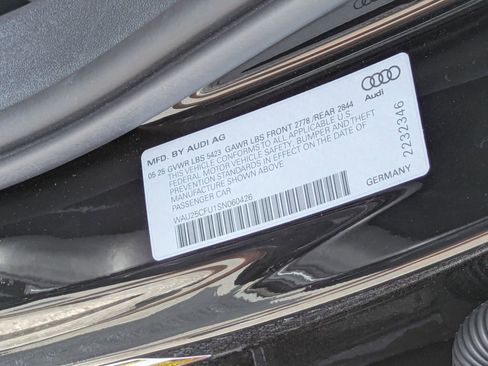 MFD. BY AUDI AG
05 25 GVWR LBS 5423 GAWR LBS FRONT 2778 /REAR 2844
THIS VEHICLE CONFORMS TO ALL APPLICABLE U.S.
FEDERAL MOTOR VEHICLE SAFETY, BUMPER AND THEFT
PREVENTION STANDARDS IN EFFECT ON THE DATE OF
MANUFACTURE SHOWN ABOVE
PASSENGER CAR
WAU25CFU1SN060426
Audi
2232346
GERMANY